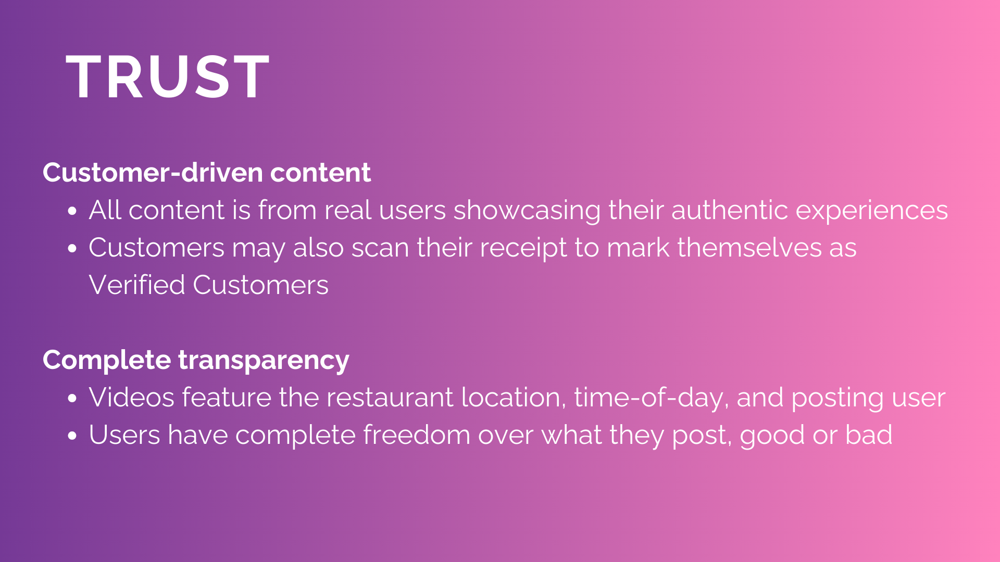 TRUST
Customer-driven content
• All content is from real users showcasing their authentic experiences
• Customers may also scan their receipt to mark themselves as
Verified Customers
Complete transparency
• Videos feature the restaurant location, time-of-day, and posting user
• Users have complete freedom over what they post, good or bad